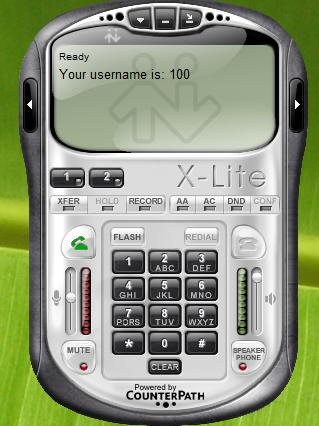 Ready
Your username is: 100
1 2
X-Lite
XFER HOLD RECORD AA AC DND CONF
FLASH REDIAL
1 2 ABC 3 DEF
4 GHI 5 JKL 6 MNO
7 PQRS 8 TUV 9 WXYZ
* 0 #
MUTE CLEAR SPEAKER PHONE
Powered by
COUNTERPATH